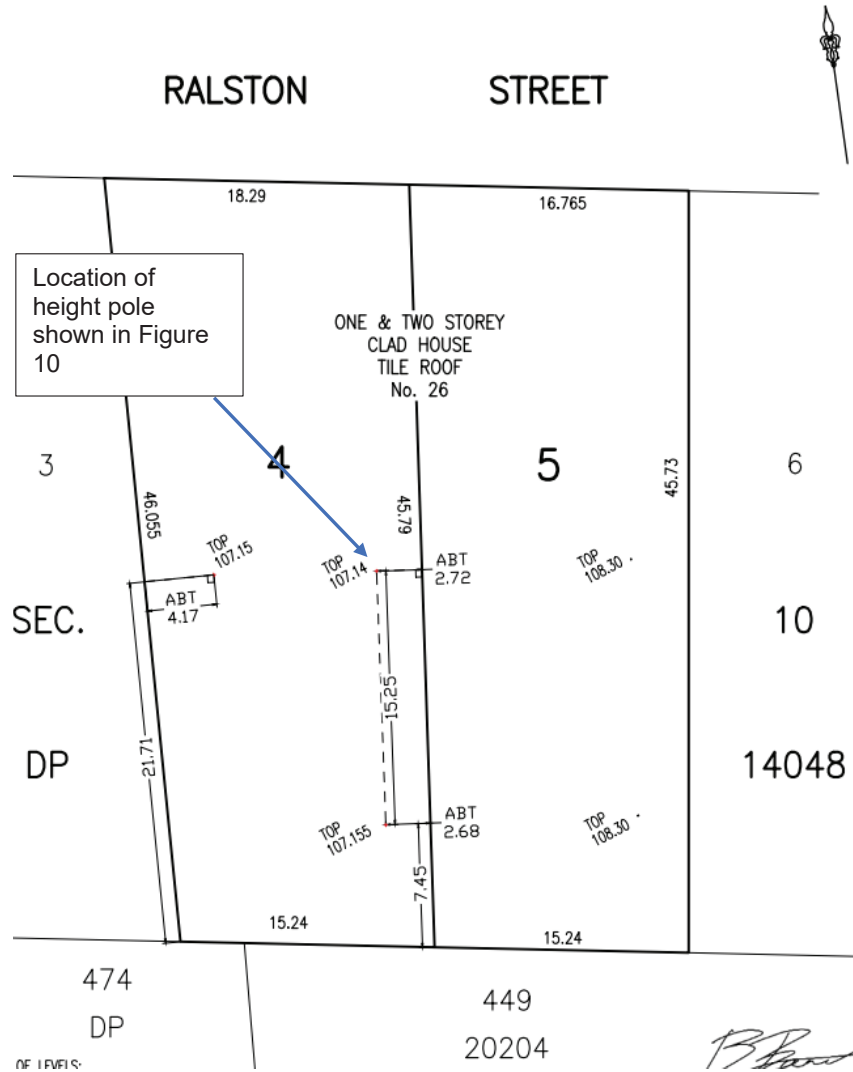 RALSTON STREET
18.29
16.765
Location of
height pole
shown in Figure
10
ONE & TWO STOREY
CLAD HOUSE
TILE ROOF
No. 26
3
4
5
6
46.055
45.79
45.73
TOP
107.15
TOP
107.14
ABT
2.72
TOP
108.30
ABT
4.17
SEC.
10
15.25
21.71
DP
14048
TOP
107.155
ABT
2.68
TOP
108.30
7.45
15.24
15.24
474
DP
449
20204
OF LEVELS: